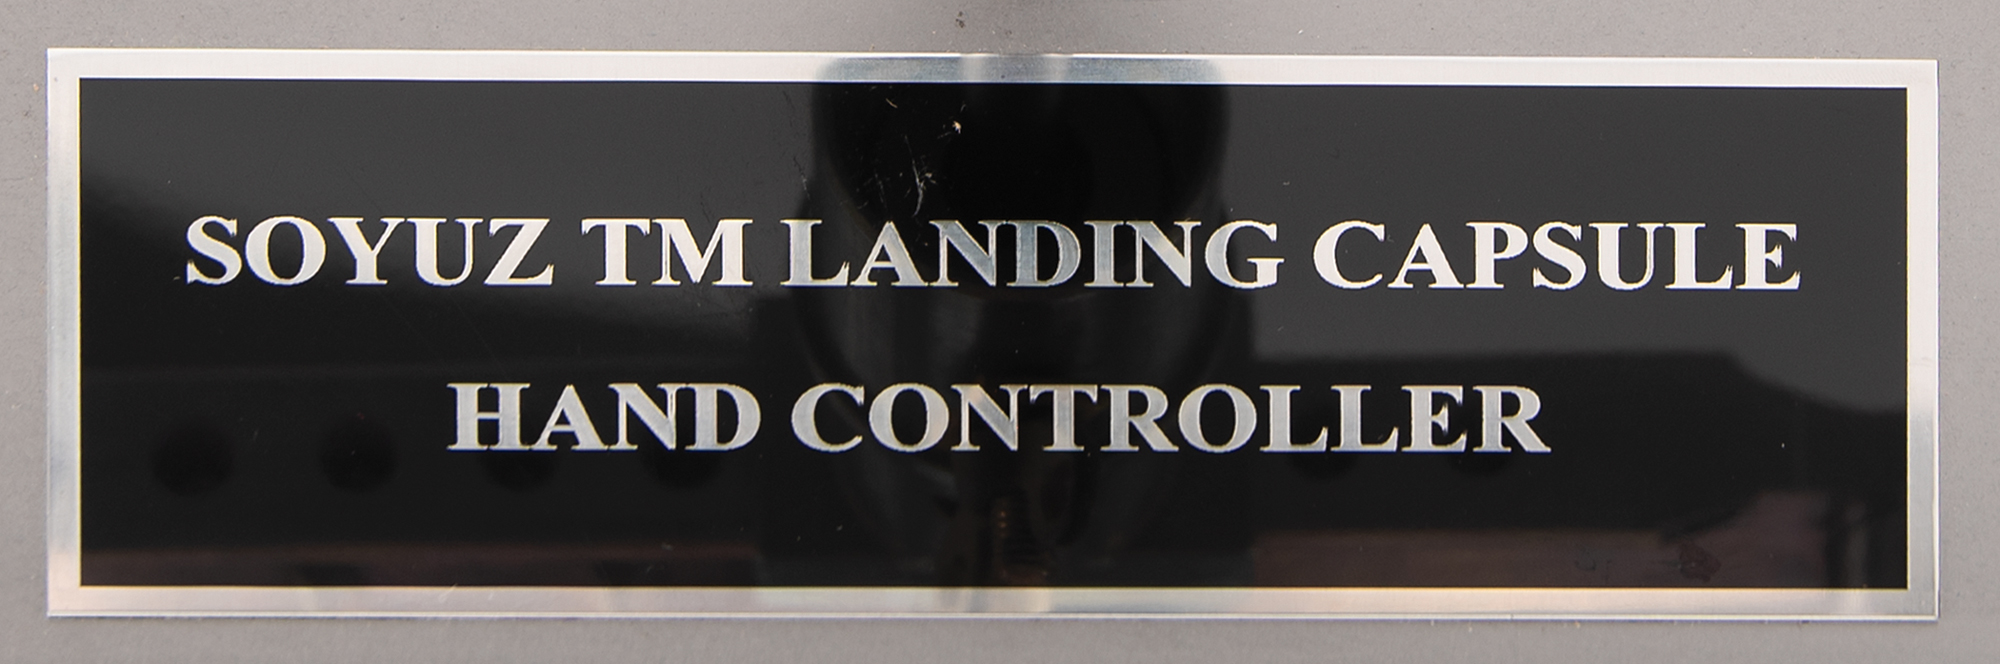 SOYUZ TM LANDING CAPSULE
HAND CONTROLLER